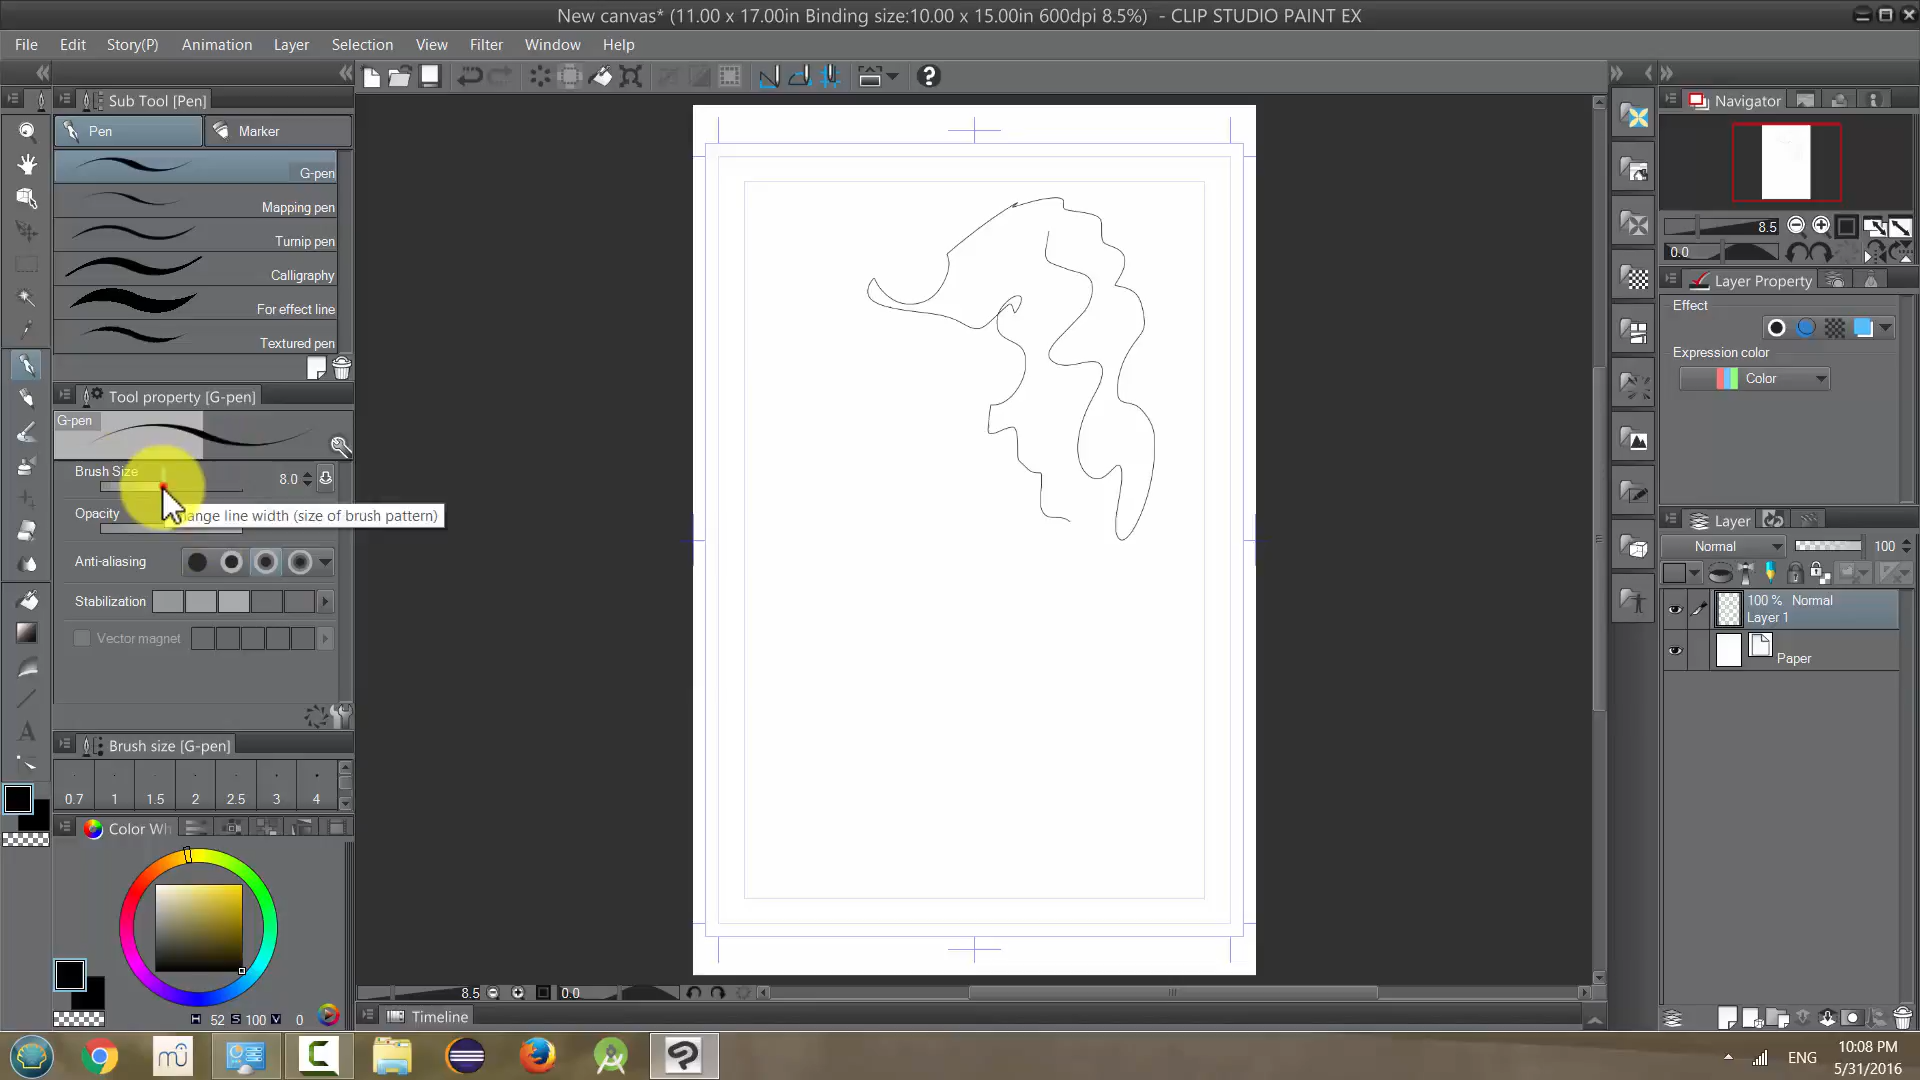 New canvas* (11.00 x 17.00in Binding size:10.00 x 15.00in 600dpi 8.5%) - CLIP STUDIO PAINT EX
File Edit Story(P) Animation Layer Selection View Filter Window Help
Sub Tool [Pen]
Pen Marker
G-pen
Mapping pen
Turnip pen
Calligraphy
For effect line
Textured pen
Tool property [G-pen]
G-pen
Brush Size 8.0
Opacity
ange line width (size of brush pattern)
Anti-aliasing
Stabilization
Vector magnet
Brush size [G-pen]
0.7 1 1.5 2 2.5 3 4
Color Wh
H 52 S 100 V 0
8.5 0.0
Timeline
Navigator
8.5
0.0
Layer Property
Effect
Expression color
Color
Layer
Normal 100
100 % Normal
Layer 1
Paper
ENG
10:08 PM
5/31/2016